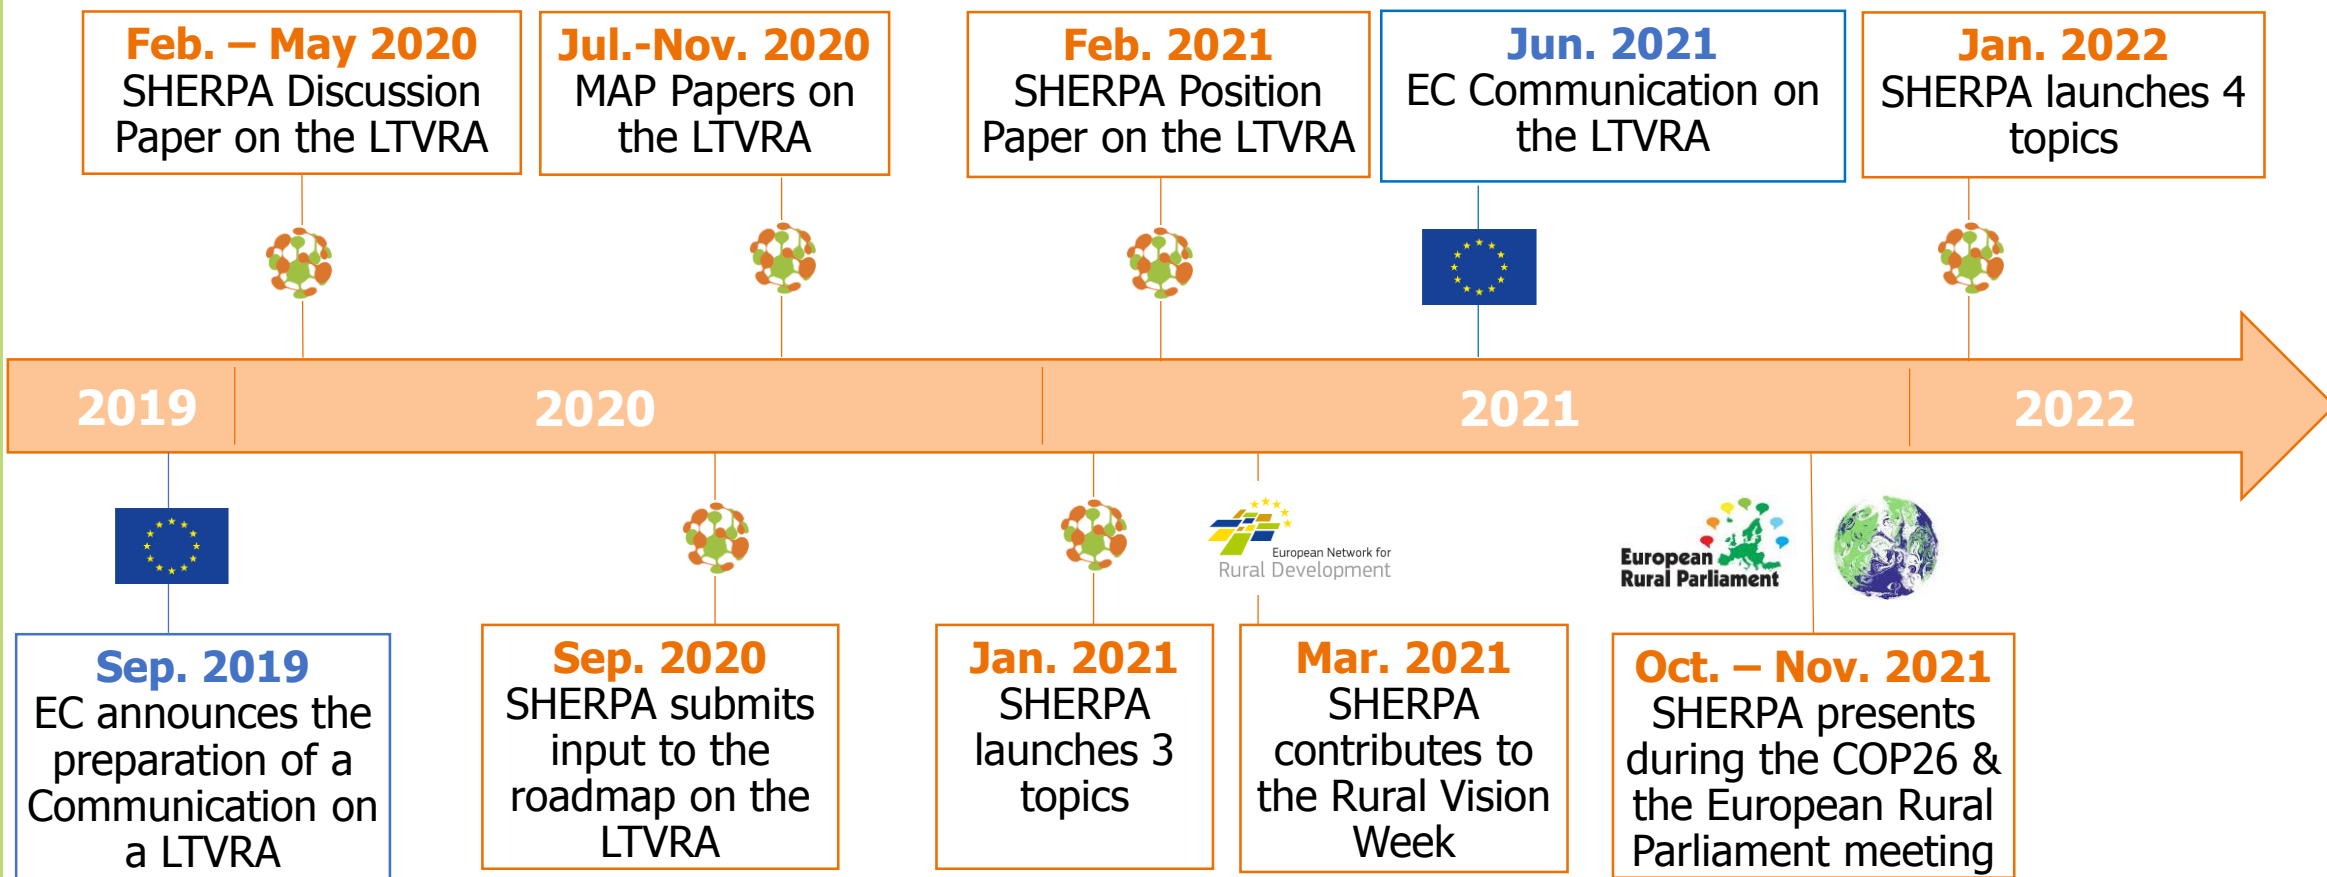 Feb. – May 2020
SHERPA Discussion
Paper on the LTVRA
Jul.-Nov. 2020
MAP Papers on
the LTVRA
Feb. 2021
SHERPA Position
Paper on the LTVRA
Jun. 2021
EC Communication on
the LTVRA
Jan. 2022
SHERPA launches 4
topics
2019
2020
2021
2022
European Network for
Rural Development
European
Rural Parliament
Sep. 2019
EC announces the
preparation of a
Communication on
a LTVRA
Sep. 2020
SHERPA submits
input to the
roadmap on the
LTVRA
Jan. 2021
SHERPA
launches 3
topics
Mar. 2021
SHERPA
contributes to
the Rural Vision
Week
Oct. – Nov. 2021
SHERPA presents
during the COP26 &
the European Rural
Parliament meeting